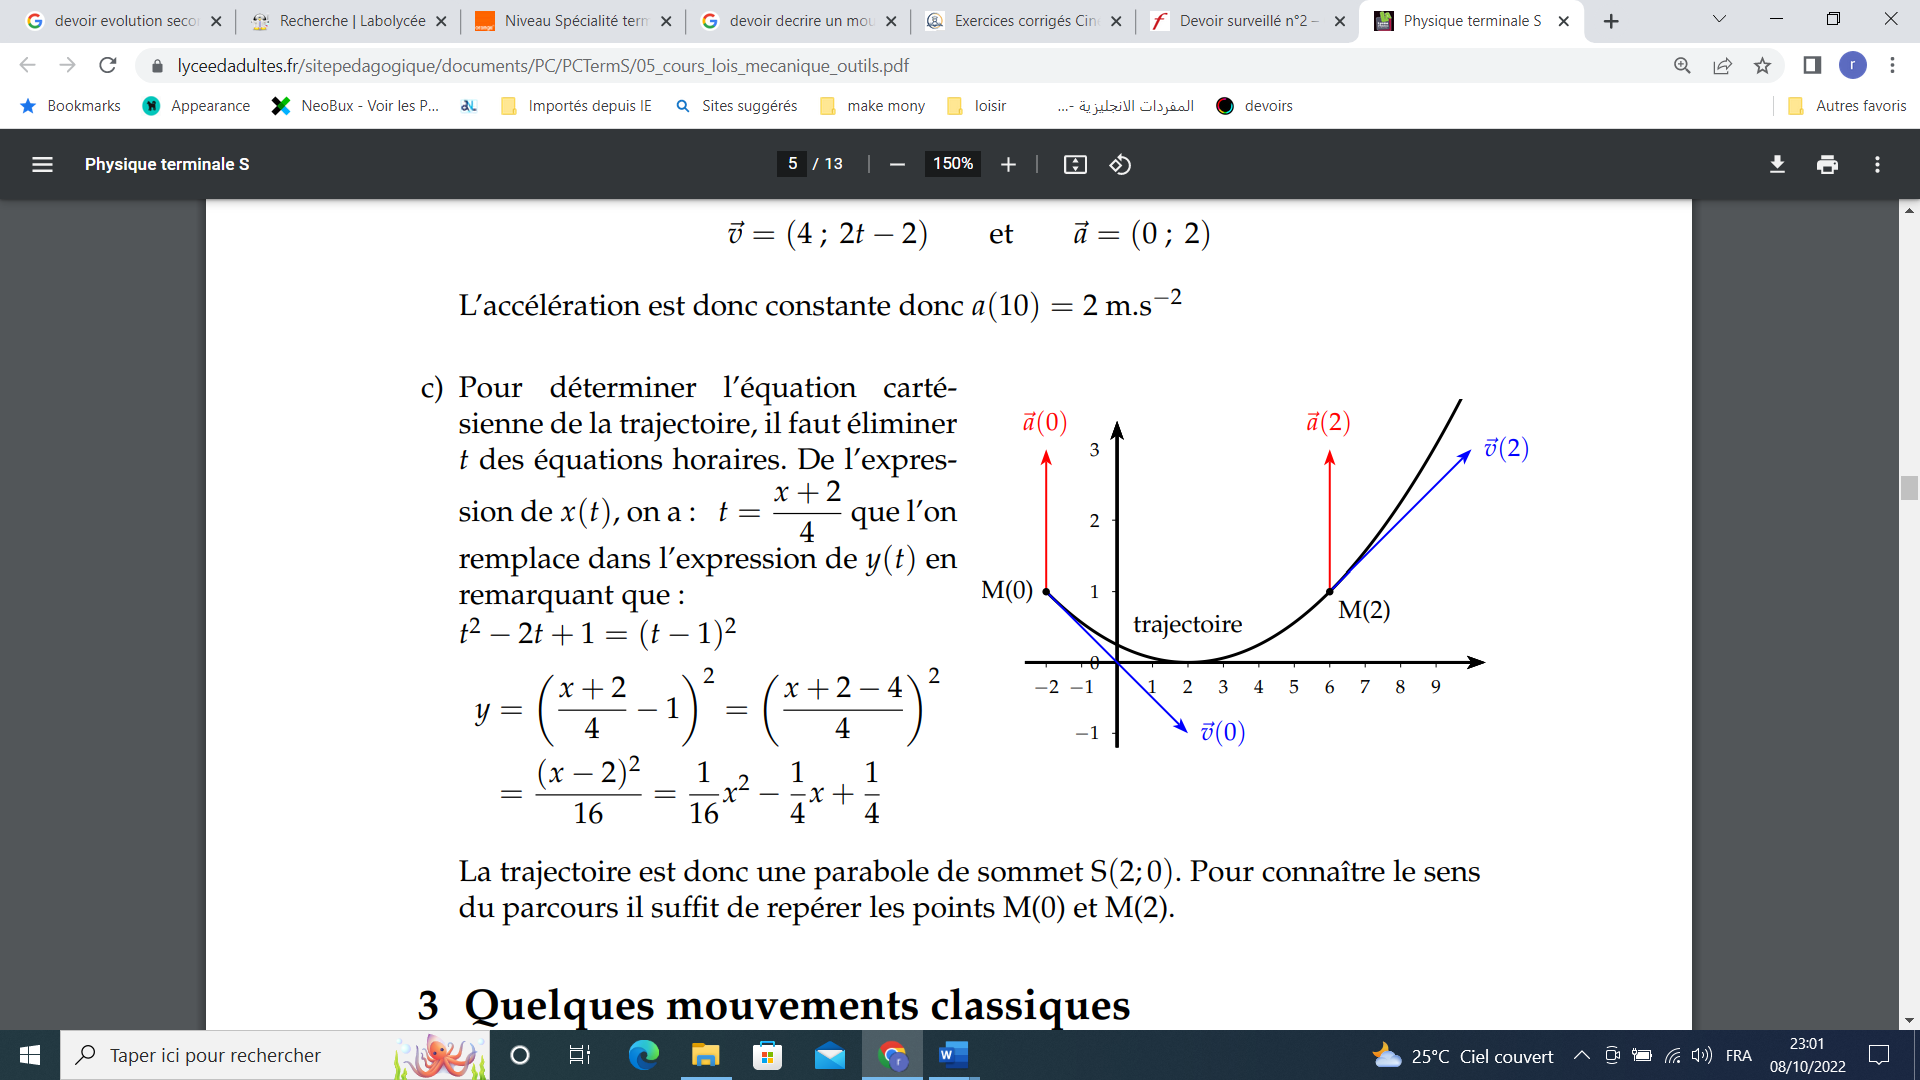 devoir evolution seco
Recherche | Labolycée
Niveau Spécialité term
devoir decrire un mou
Exercices corrigés Ciné
Devoir surveillé n°2 –
Physique terminale S
lyceedadultes.fr/sitepedagogique/documents/PC/PCTermS/05_cours_lois_mecanique_outils.pdf
r
Bookmarks
Appearance
NeoBux - Voir les P...
Importés depuis IE
Sites suggérés
make mony
loisir
المفردات الانجليزية -...
devoirs
Autres favoris
Physique terminale S
5 / 13
150%
v⃗ = (4 ; 2t − 2) et a⃗ = (0 ; 2)
L'accélération est donc constante donc a(10) = 2 m.s⁻²
c) Pour déterminer l'équation carté-
sienne de la trajectoire, il faut éliminer
t des équations horaires. De l'expres-
sion de x(t), on a : t = (x + 2)/4 que l'on
remplace dans l'expression de y(t) en
remarquant que :
t² − 2t + 1 = (t − 1)²
y = ((x + 2)/4 − 1)² = ((x + 2 − 4)/4)²
= (x − 2)²/16 = 1/16 x² − 1/4 x + 1/4
a⃗(0)
a⃗(2)
v⃗(2)
3
2
M(0)
1
M(2)
trajectoire
0
−2 −1 1 2 3 4 5 6 7 8 9
−1
v⃗(0)
La trajectoire est donc une parabole de sommet S(2; 0). Pour connaître le sens
du parcours il suffit de repérer les points M(0) et M(2).
3 Quelques mouvements classiques
Taper ici pour rechercher
25°C Ciel couvert
FRA
23:01
08/10/2022